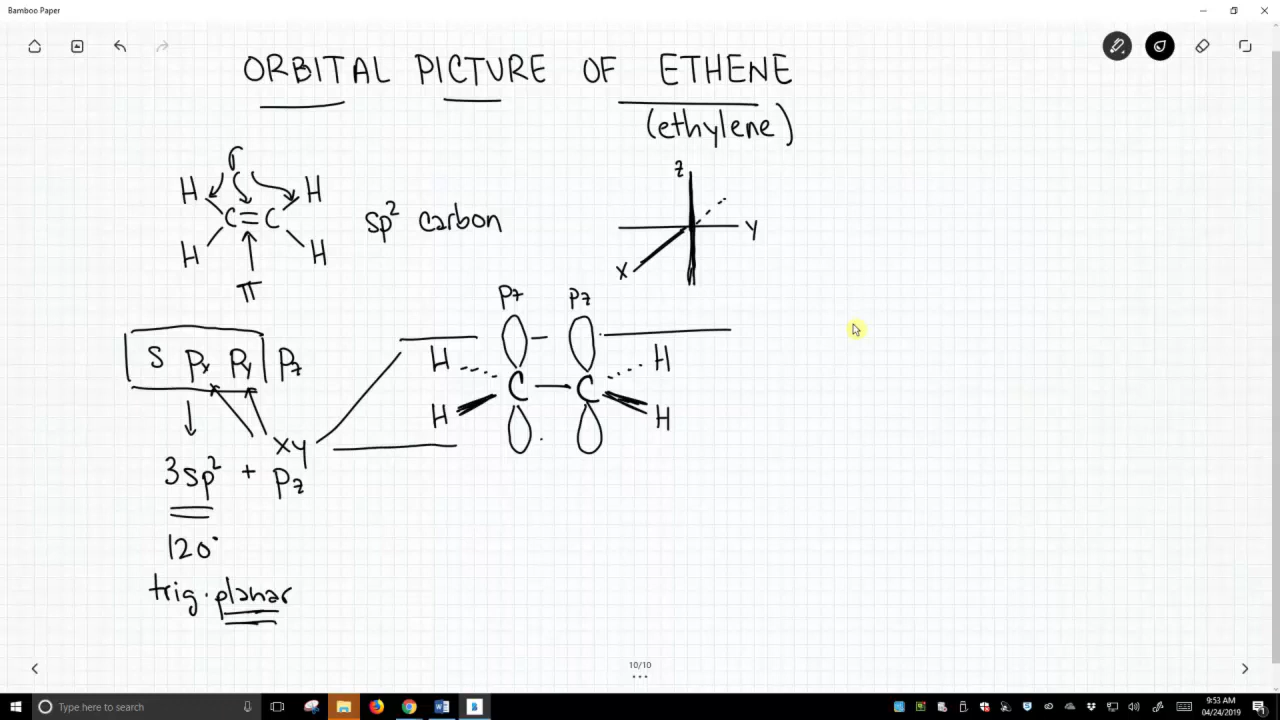 Bamboo Paper
ORBITAL PICTURE OF ETHENE
(ethylene)
σ
H H
C=C
H H
π
sp² carbon
Z
Y
X
Pz Pz
S Px Py Pz
H H
C C
H H
xy
3sp² + Pz
120°
trig. planar
10/10
Type here to search
9:53 AM
04/24/2019